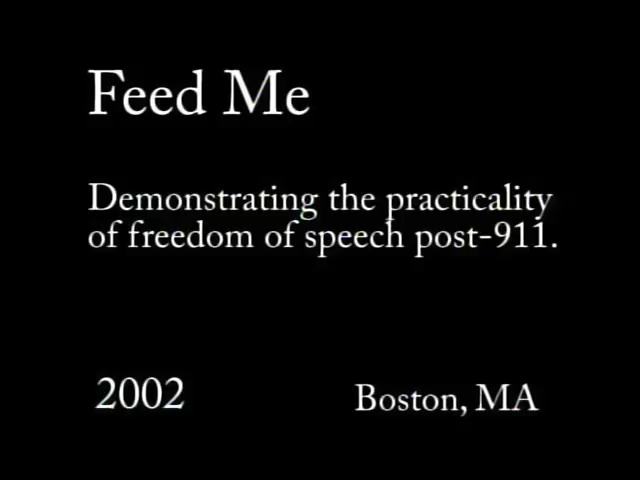 Feed Me
Demonstrating the practicality
of freedom of speech post-911.
2002
Boston, MA